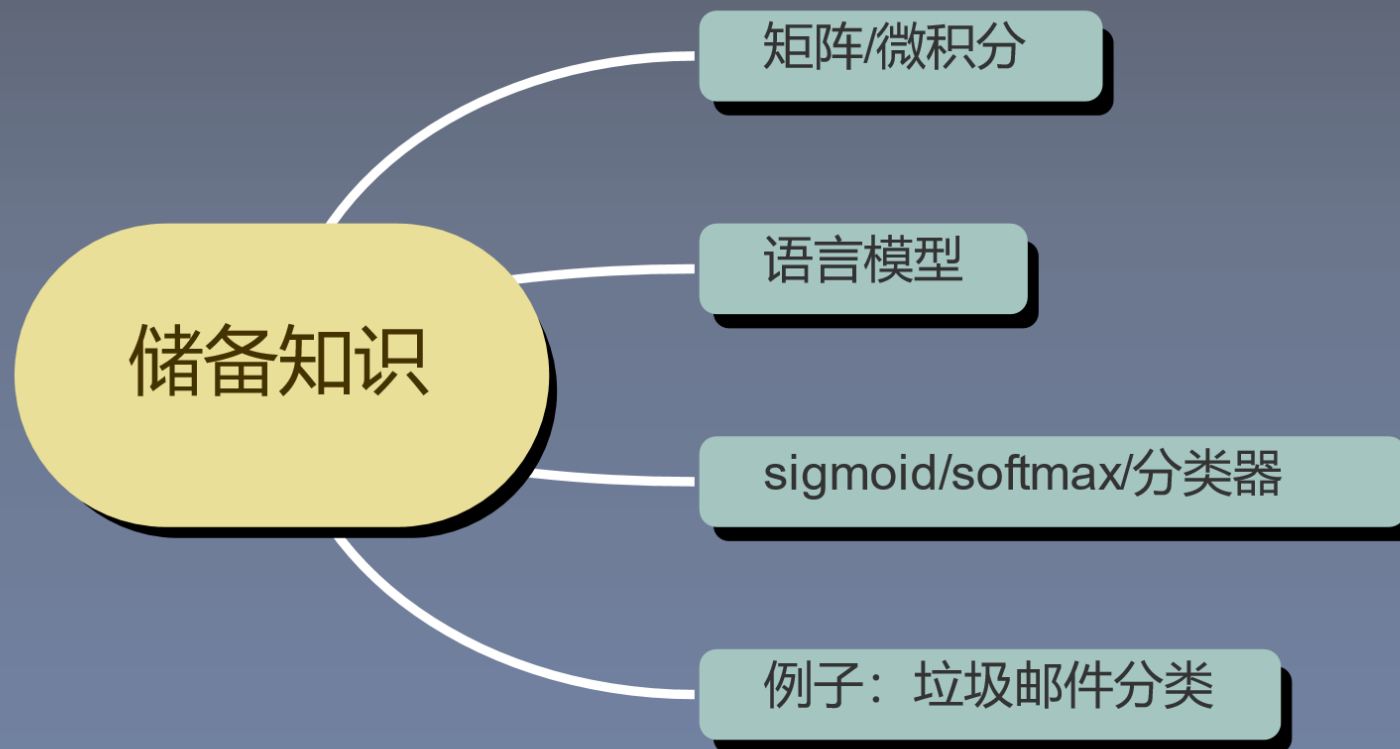 矩阵/微积分
语言模型
储备知识
sigmoid/softmax/分类器
例子：垃圾邮件分类